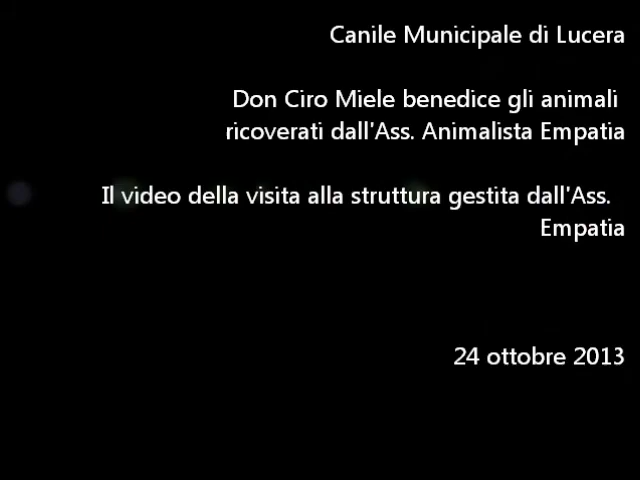 Canile Municipale di Lucera
Don Ciro Miele benedice gli animali
ricoverati dall'Ass. Animalista Empatia
Il video della visita alla struttura gestita dall'Ass.
Empatia
24 ottobre 2013